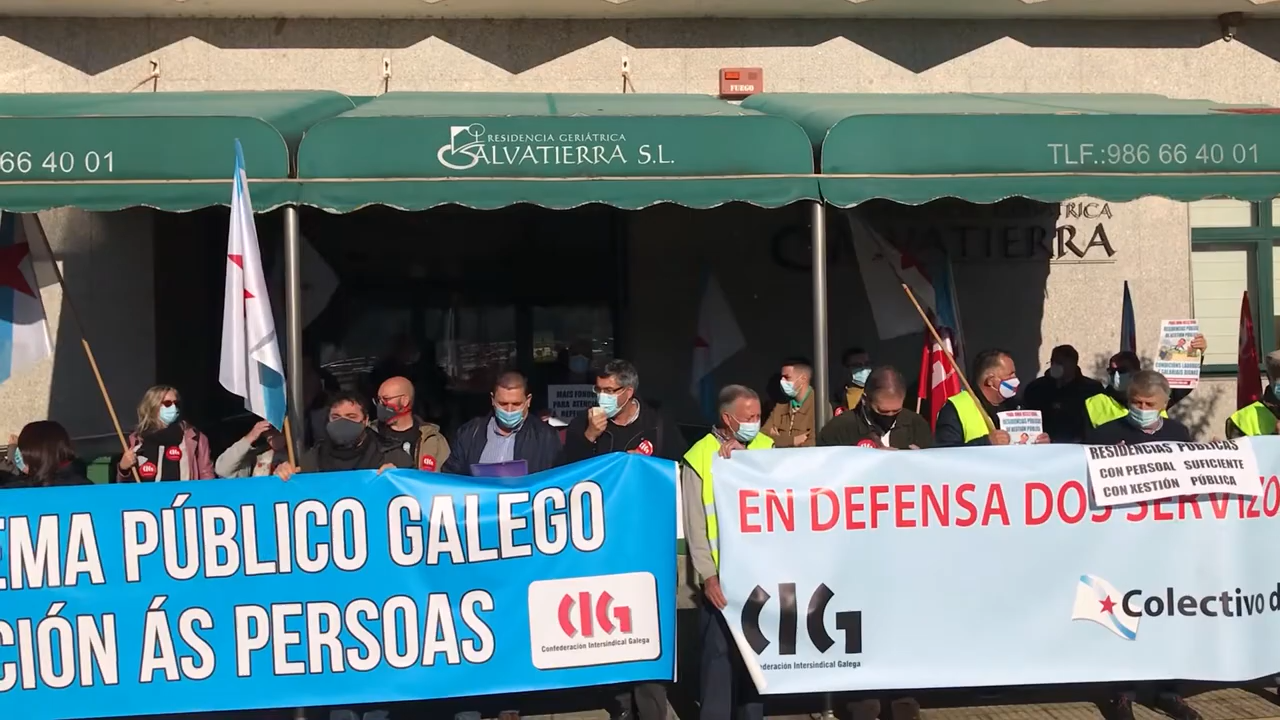 FUEGO
66 40 01
RESIDENCIA GERIÁTRICA
SALVATIERRA S.L.
TLF.:986 66 40 01
VATIERRA
RESIDENCIAS PÚBLICAS
CON PERSOAL SUFICIENTE
CON XESTIÓN PÚBLICA
EMA PÚBLICO GALEGO
CIÓN ÁS PERSOAS
CIG
Confederación Intersindical Galega
EN DEFENSA DOS SERVIZO
CIG
federación Intersindical Galega
Colectivo d